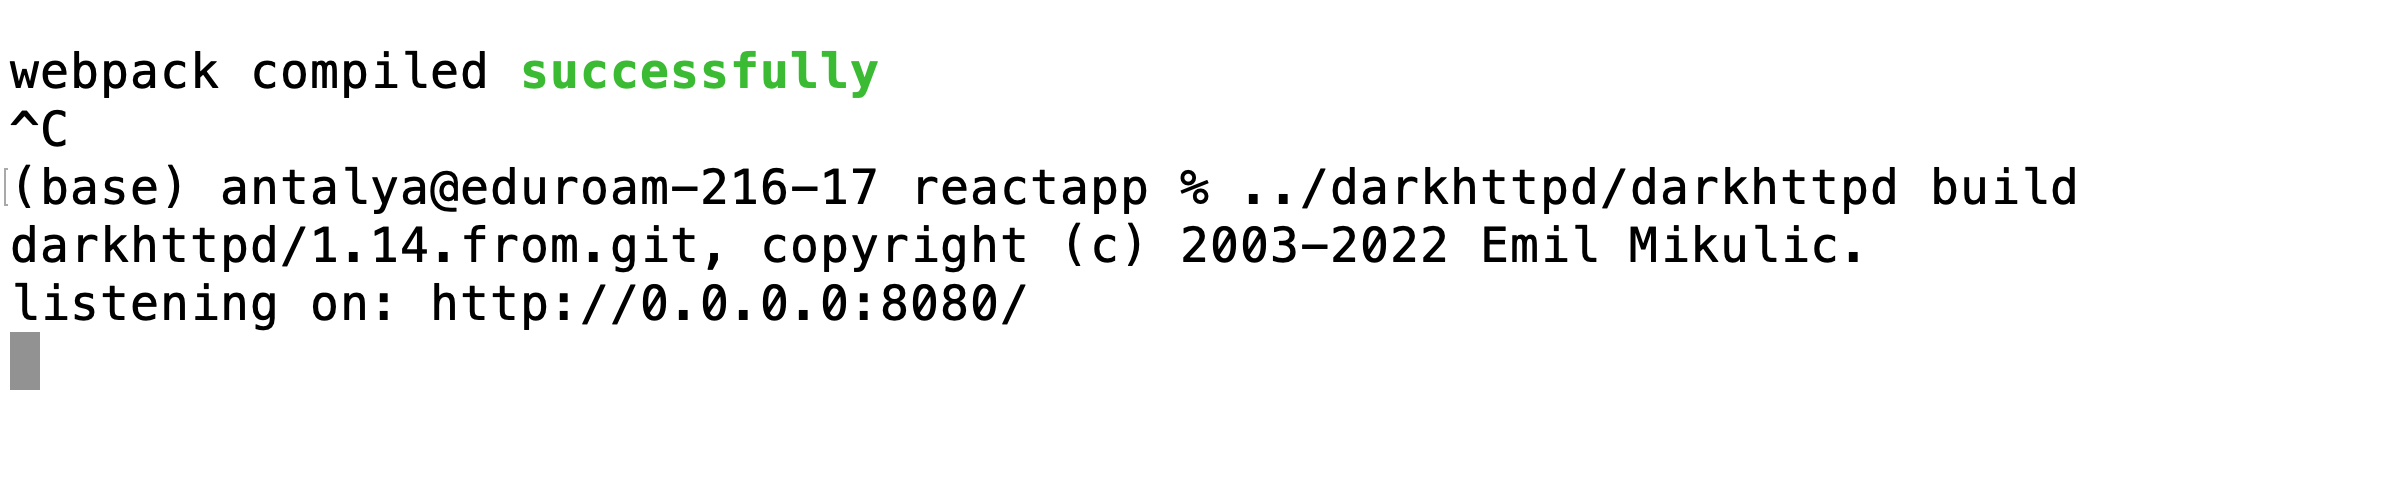 webpack compiled successfully
^C
(base) antalya@eduroam-216-17 reactapp % ../darkhttpd/darkhttpd build
darkhttpd/1.14.from.git, copyright (c) 2003-2022 Emil Mikulic.
listening on: http://0.0.0.0:8080/